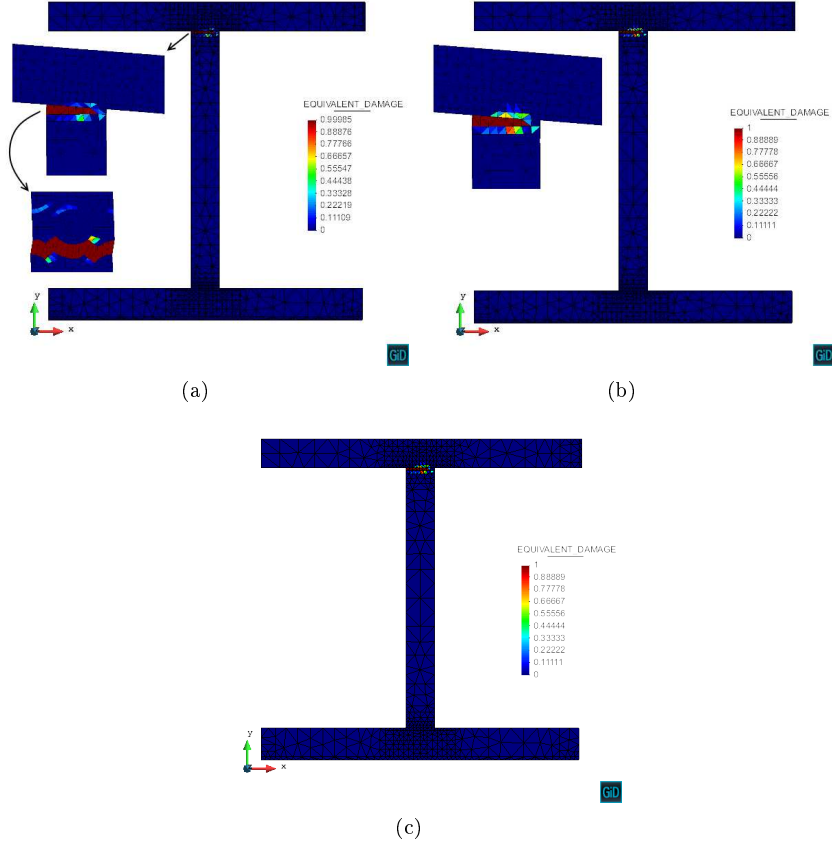 EQUIVALENT_DAMAGE
0.99985
0.88876
0.77766
0.66657
0.55547
0.44438
0.33328
0.22219
0.11109
0
y
x
GiD
(a)
EQUIVALENT_DAMAGE
1
0.88889
0.77778
0.66667
0.55556
0.44444
0.33333
0.22222
0.11111
0
y
x
GiD
(b)
EQUIVALENT_DAMAGE
1
0.88889
0.77778
0.66667
0.55556
0.44444
0.33333
0.22222
0.11111
0
y
x
GiD
(c)